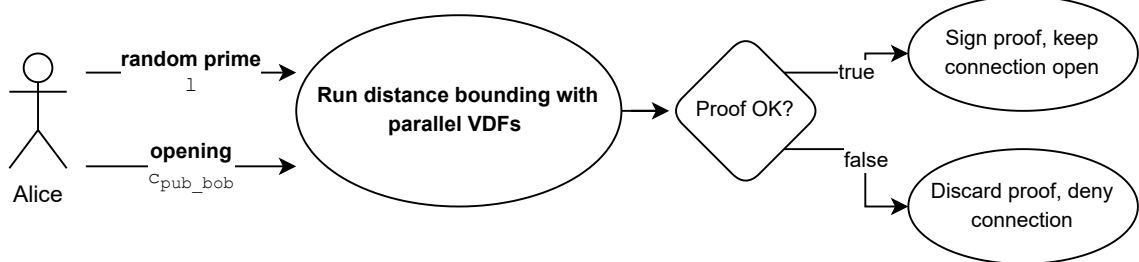 Alice
random prime
l
opening
c_pub_bob
Run distance bounding with
parallel VDFs
Proof OK?
true
Sign proof, keep
connection open
false
Discard proof, deny
connection